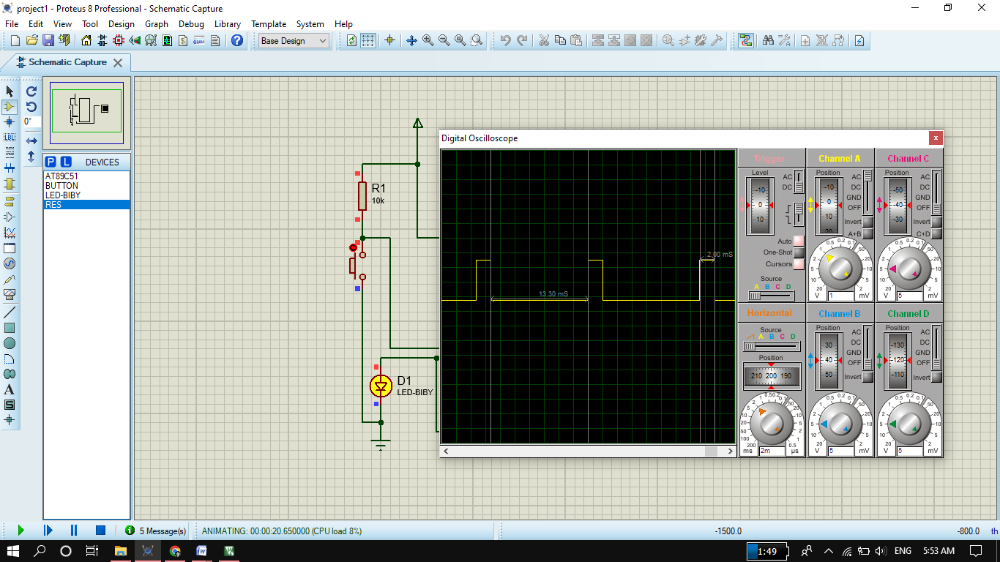 project1 - Proteus 8 Professional - Schematic Capture
File Edit View Tool Design Graph Debug Library Template System Help
Base Design
Schematic Capture
0°
LBL
P L DEVICES
AT89C51
BUTTON
LED-BIBY
RES
A
S
R1
10k
D1
LED-BIBY
Digital Oscilloscope
13.30 mS
2.00 mS
Trigger
Level
AC
DC
-10
0
10
Auto
One-Shot
Cursors
Source
A B C D
Channel A
Position
AC
DC
GND
OFF
Invert
A+B
-10
0
10
20
V 1 mV
Channel C
Position
AC
DC
GND
OFF
Invert
C+D
-50
-40
-30
V 5 mV
Horizontal
Source
A B C D
Position
210 200 190
ms 2m µs
Channel B
Position
AC
DC
GND
OFF
Invert
30
40
50
V 5 mV
Channel D
Position
AC
DC
GND
OFF
Invert
-130
-120
-110
V 5 mV
5 Message(s)
ANIMATING: 00:00:20.650000 (CPU load 8%)
-1500.0
-800.0 th
1:49
ENG
5:53 AM